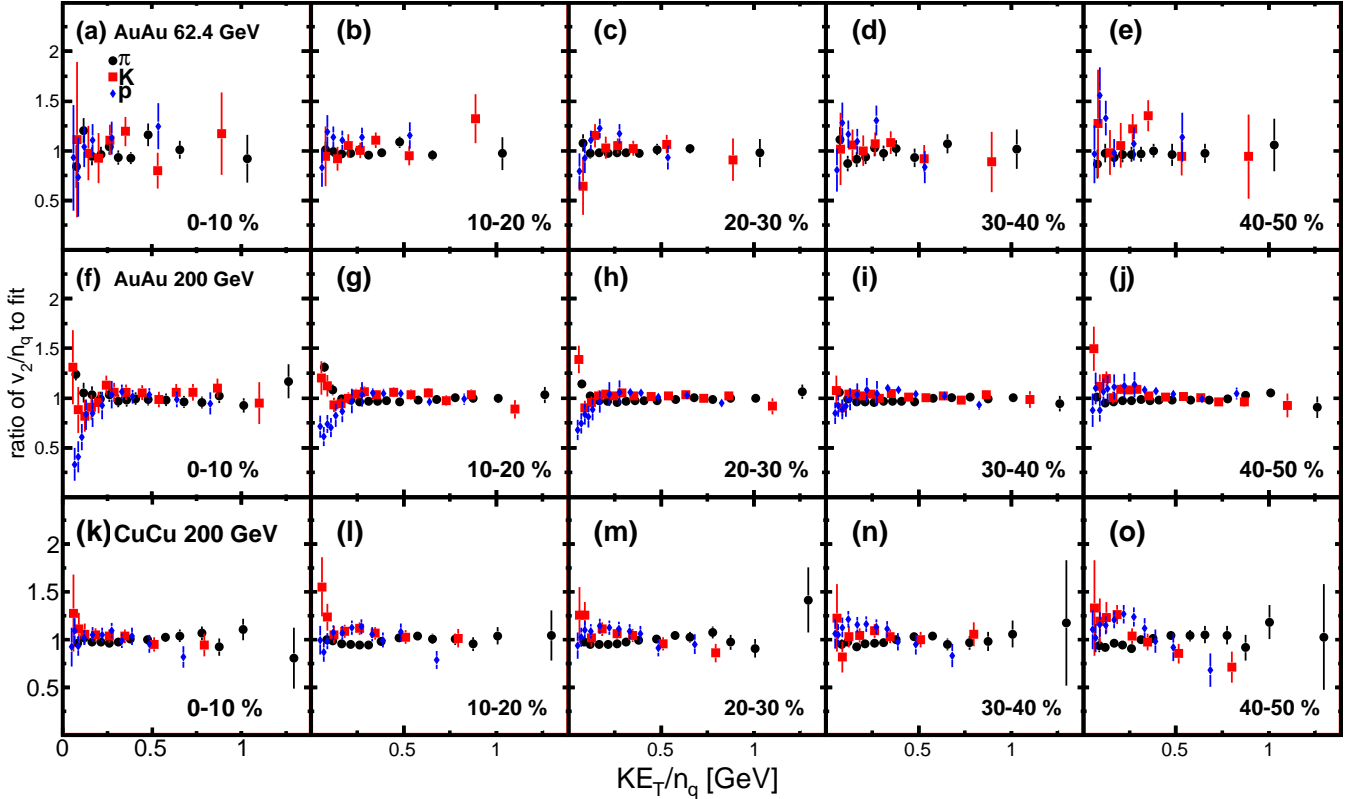 (a) AuAu 62.4 GeV
π
K
p
0-10 %
(b)
10-20 %
(c)
20-30 %
(d)
30-40 %
(e)
40-50 %
2
1.5
1
0.5
(f) AuAu 200 GeV
0-10 %
(g)
10-20 %
(h)
20-30 %
(i)
30-40 %
(j)
40-50 %
2
1.5
1
0.5
ratio of v2/nq to fit
(k) CuCu 200 GeV
0-10 %
(l)
10-20 %
(m)
20-30 %
(n)
30-40 %
(o)
40-50 %
2
1.5
1
0.5
0 0.5 1 0.5 1 0.5 1 0.5 1 0.5 1
KET/nq [GeV]